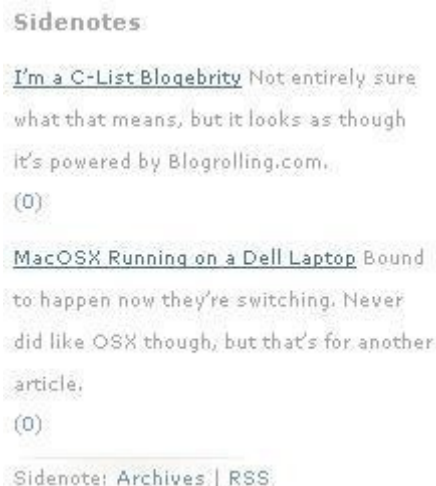 Sidenotes
I'm a C-List Blogebrity Not entirely sure
what that means, but it looks as though
it's powered by Blogrolling.com.
(0)
MacOSX Running on a Dell Laptop Bound
to happen now they're switching. Never
did like OSX though, but that's for another
article.
(0)
Sidenote: Archives | RSS